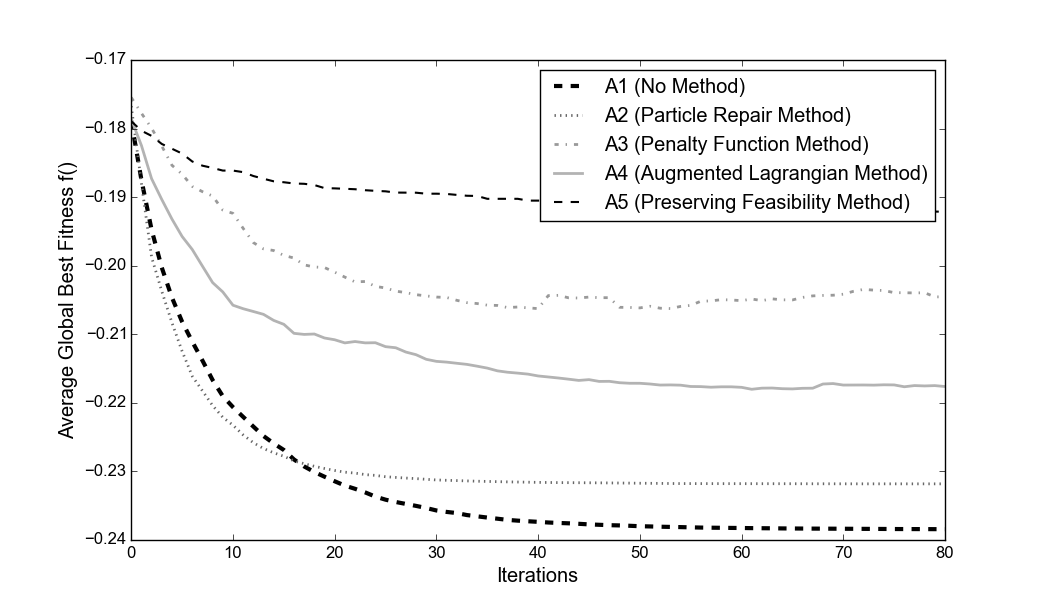 −0.17
−0.18
−0.19
−0.20
−0.21
−0.22
−0.23
−0.24
Average Global Best Fitness f()
A1 (No Method)
A2 (Particle Repair Method)
A3 (Penalty Function Method)
A4 (Augmented Lagrangian Method)
A5 (Preserving Feasibility Method)
0 10 20 30 40 50 60 70 80
Iterations